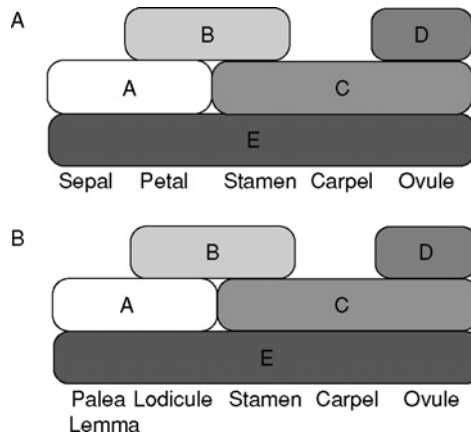 A
B
D
A
C
E
Sepal Petal Stamen Carpel Ovule
B
B
D
A
C
E
Palea Lodicule Stamen Carpel Ovule
Lemma